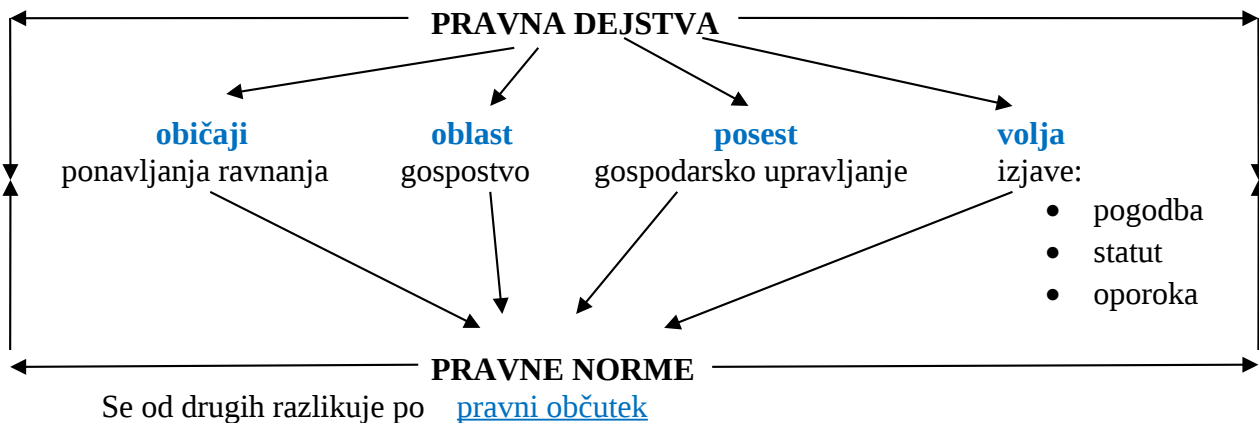 PRAVNA DEJSTVA
običaji oblast posest volja
ponavljanja ravnanja gospostvo gospodarsko upravljanje izjave:
• pogodba
• statut
• oporoka
PRAVNE NORME
Se od drugih razlikuje po pravni občutek